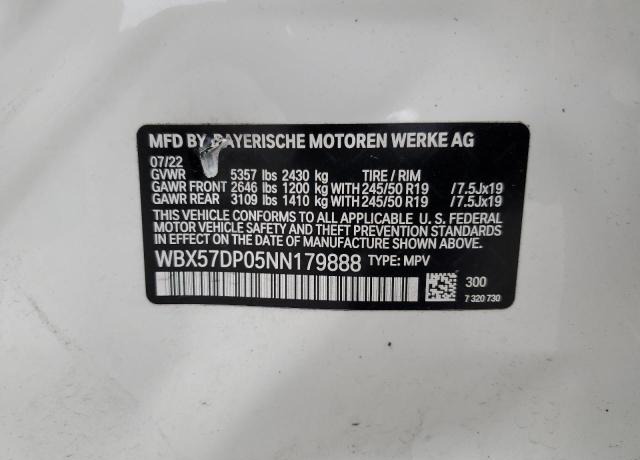 MFD BY BAYERISCHE MOTOREN WERKE AG
07/22
GVWR 5357 lbs 2430 kg TIRE / RIM
GAWR FRONT 2646 lbs 1200 kg WITH 245/50 R19 /7.5Jx19
GAWR REAR 3109 lbs 1410 kg WITH 245/50 R19 /7.5Jx19
THIS VEHICLE CONFORMS TO ALL APPLICABLE U. S. FEDERAL
MOTOR VEHICLE SAFETY, BUMPER, AND THEFT PREVENTION STANDARDS
IN EFFECT ON THE DATE OF MANUFACTURE SHOWN ABOVE.
WBX57DP05NN179888 TYPE: MPV
300
7 320 730